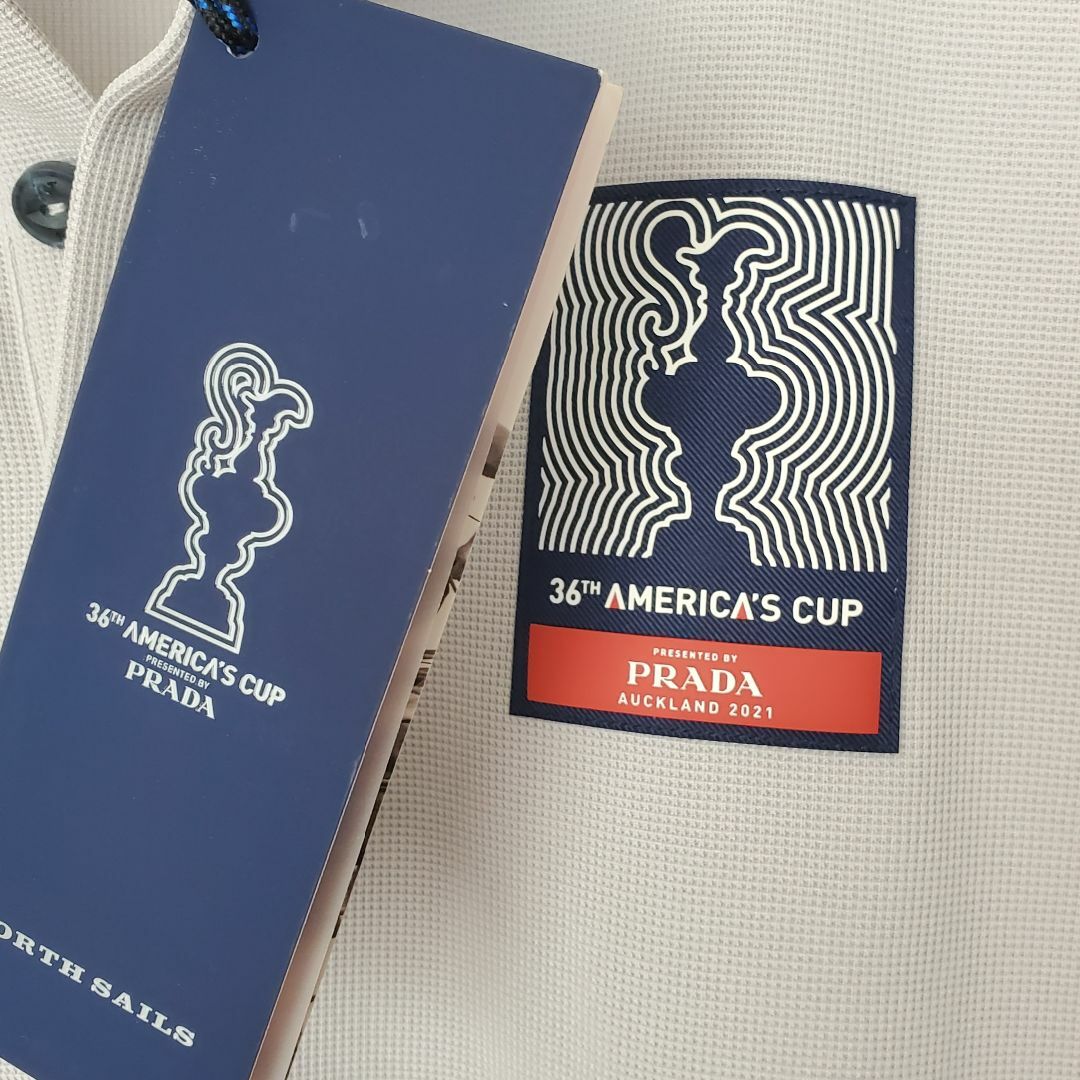 36TH AMERICA'S CUP
PRESENTED BY
PRADA
ORTH SAILS
36TH AMERICA'S CUP
PRESENTED BY
PRADA
AUCKLAND 2021